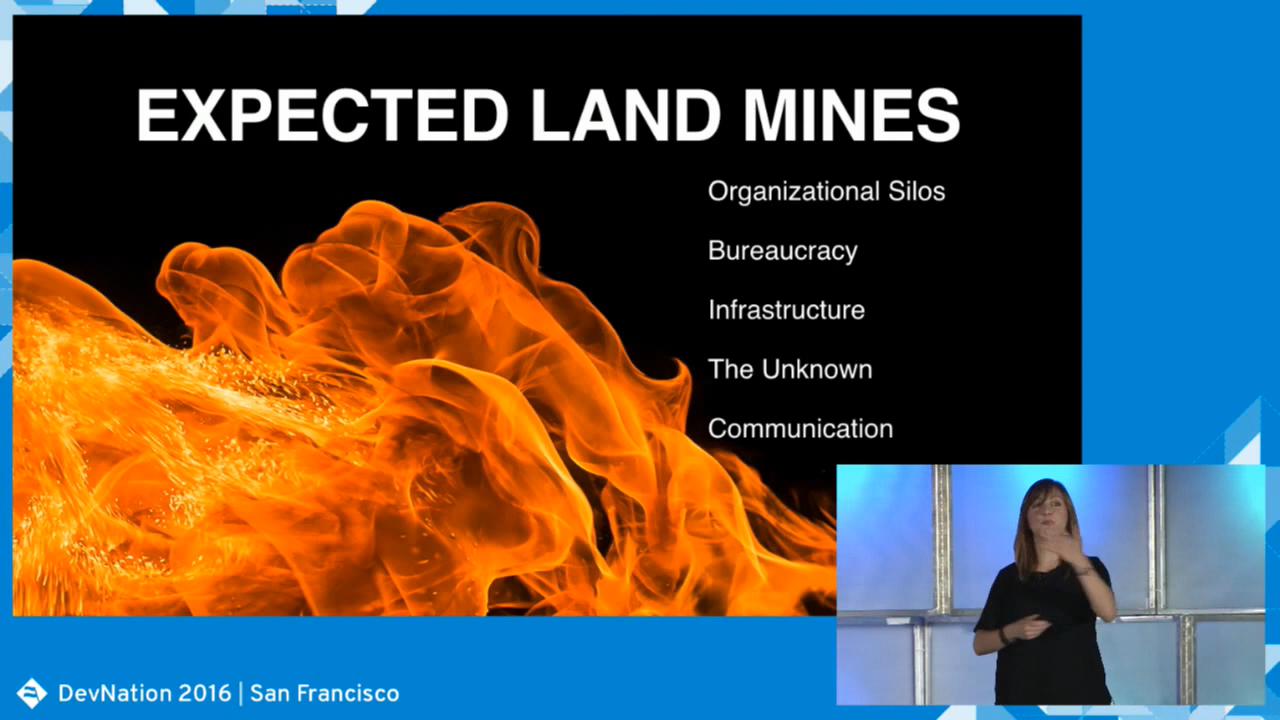 EXPECTED LAND MINES
Organizational Silos
Bureaucracy
Infrastructure
The Unknown
Communication
DevNation 2016 | San Francisco